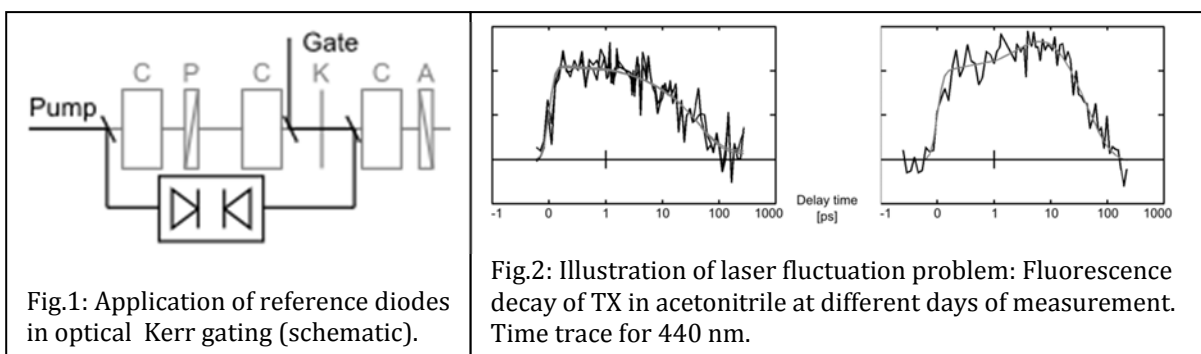 Gate
C P C K C A
Pump
Fig.1: Application of reference diodes
in optical Kerr gating (schematic).
-1 0 1 10 100 1000
Delay time
[ps]
-1 0 1 10 100 1000
Fig.2: Illustration of laser fluctuation problem: Fluorescence
decay of TX in acetonitrile at different days of measurement.
Time trace for 440 nm.